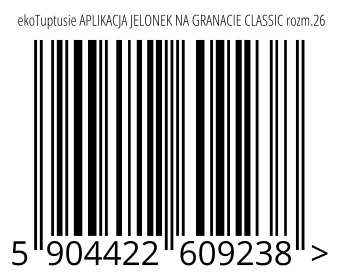 ekoTuptusie APLIKACJA JELONEK NA GRANACIE CLASSIC rozm.26
5 904422 609238 >